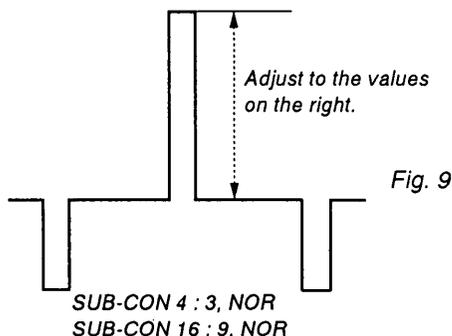 Adjust to the values
on the right.
Fig. 9
SUB-CON 4 : 3, NOR
SUB-CON 16 : 9, NOR